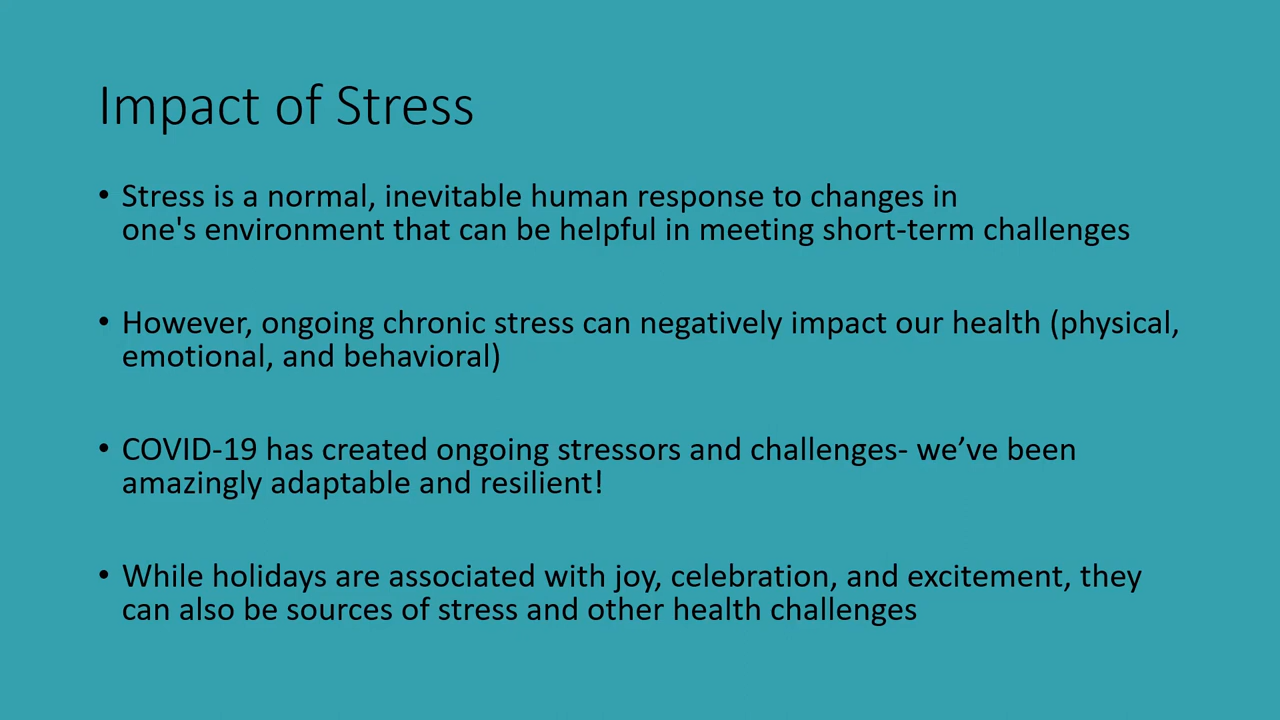 Impact of Stress
• Stress is a normal, inevitable human response to changes in
one's environment that can be helpful in meeting short-term challenges
• However, ongoing chronic stress can negatively impact our health (physical,
emotional, and behavioral)
• COVID-19 has created ongoing stressors and challenges- we’ve been
amazingly adaptable and resilient!
• While holidays are associated with joy, celebration, and excitement, they
can also be sources of stress and other health challenges